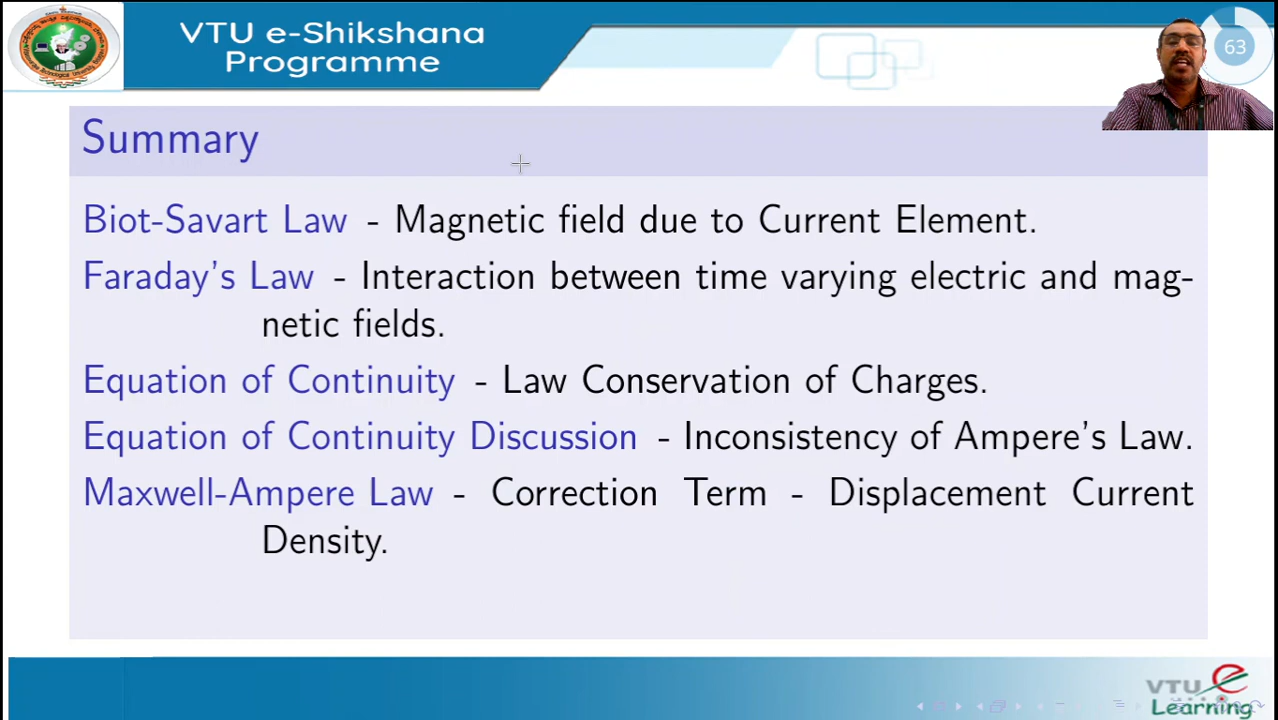 VTU e-Shikshana
Programme
63
Summary
Biot-Savart Law - Magnetic field due to Current Element.
Faraday's Law - Interaction between time varying electric and mag-
netic fields.
Equation of Continuity - Law Conservation of Charges.
Equation of Continuity Discussion - Inconsistency of Ampere's Law.
Maxwell-Ampere Law - Correction Term - Displacement Current
Density.
VTU e
Learning